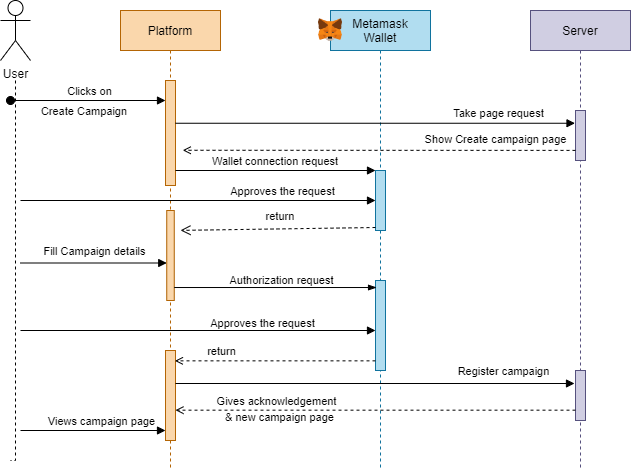 Platform
Metamask
Wallet
Server
User
Clicks on
Create Campaign
Take page request
Show Create campaign page
Wallet connection request
Approves the request
return
Fill Campaign details
Authorization request
Approves the request
return
Register campaign
Gives acknowledgement
& new campaign page
Views campaign page